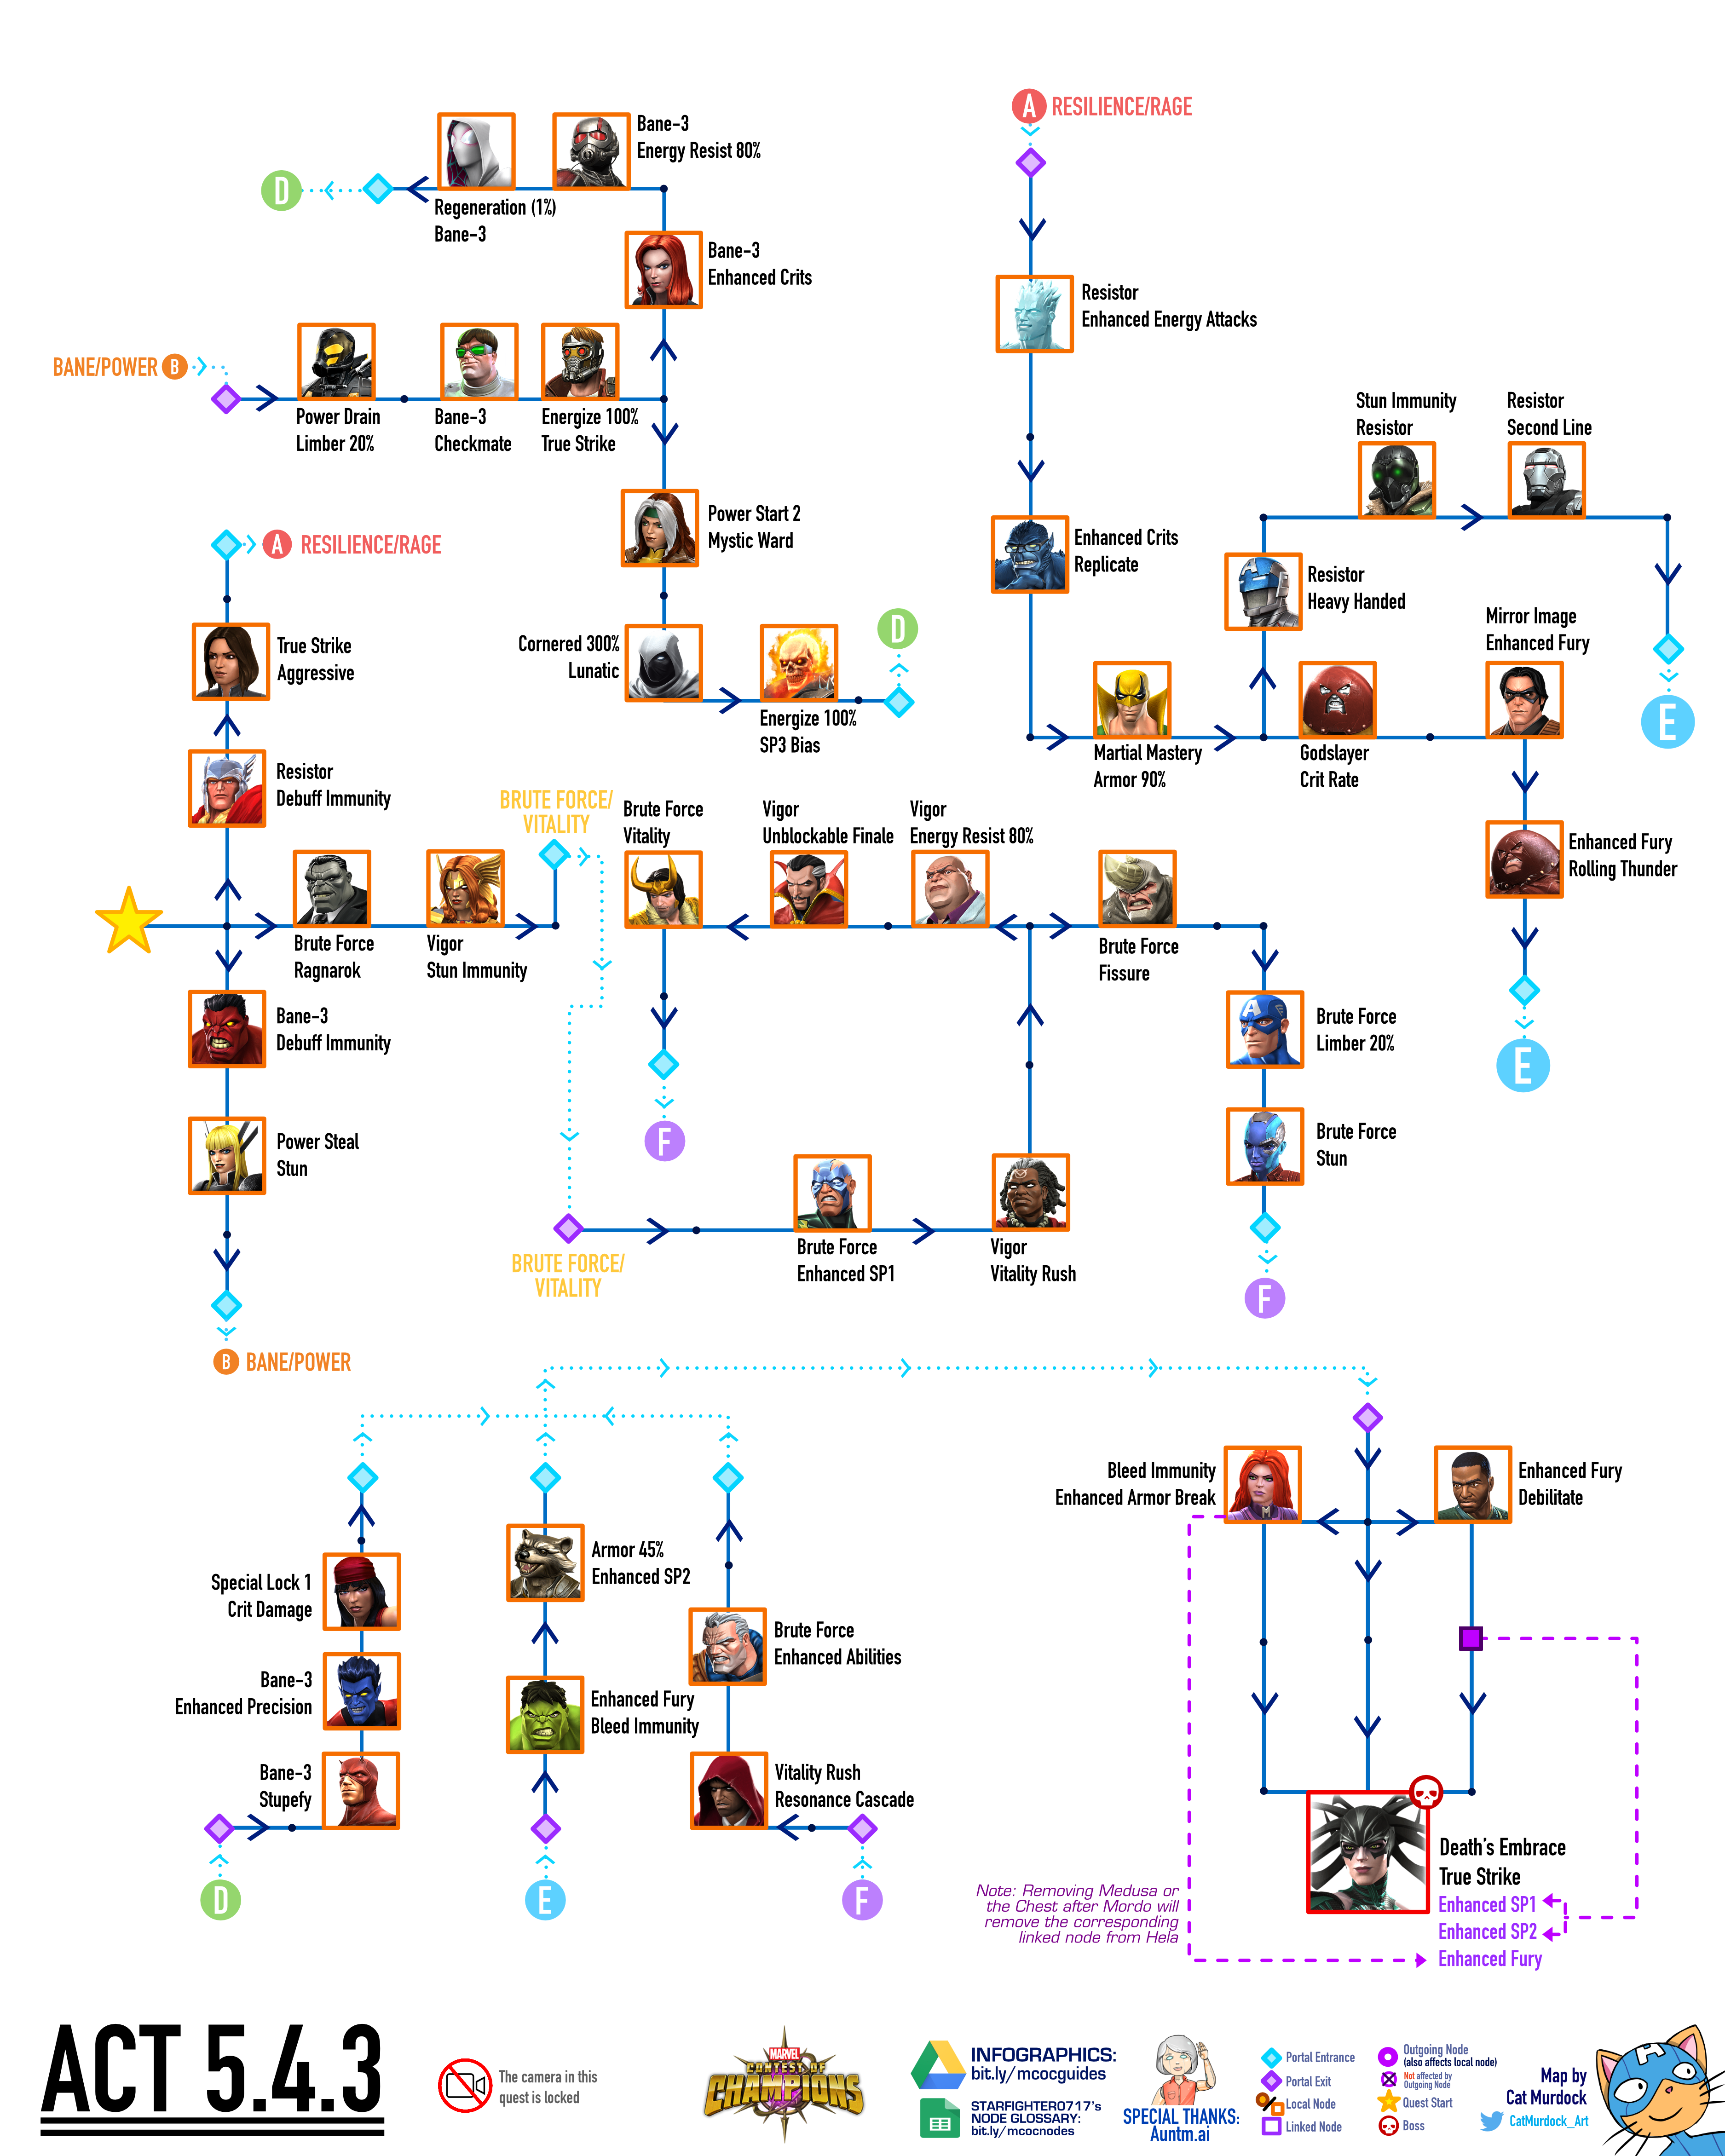 A RESILIENCE/RAGE
Bane-3
Energy Resist 80%
D
Regeneration (1%)
Bane-3
Bane-3
Enhanced Crits
BANE/POWER B
Power Drain
Limber 20%
Bane-3
Checkmate
Energize 100%
True Strike
Power Start 2
Mystic Ward
A RESILIENCE/RAGE
True Strike
Aggressive
Cornered 300%
Lunatic
D
Energize 100%
SP3 Bias
Resistor
Enhanced Energy Attacks
Stun Immunity
Resistor
Resistor
Second Line
Enhanced Crits
Replicate
Resistor
Heavy Handed
Mirror Image
Enhanced Fury
E
Martial Mastery
Armor 90%
Godslayer
Crit Rate
Enhanced Fury
Rolling Thunder
E
Resistor
Debuff Immunity
BRUTE FORCE/
VITALITY
Brute Force
Vitality
Vigor
Unblockable Finale
Vigor
Energy Resist 80%
Brute Force
Ragnarok
Vigor
Stun Immunity
Brute Force
Fissure
Bane-3
Debuff Immunity
Brute Force
Limber 20%
Power Steal
Stun
F
Brute Force
Stun
BRUTE FORCE/
VITALITY
Brute Force
Enhanced SP1
Vigor
Vitality Rush
F
B BANE/POWER
Bleed Immunity
Enhanced Armor Break
Enhanced Fury
Debilitate
Special Lock 1
Crit Damage
Armor 45%
Enhanced SP2
Brute Force
Enhanced Abilities
Bane-3
Enhanced Precision
Enhanced Fury
Bleed Immunity
Bane-3
Stupefy
Vitality Rush
Resonance Cascade
D
E
F
Note: Removing Medusa or
the Chest after Mordo will
remove the corresponding
linked node from Hela
Death's Embrace
True Strike
Enhanced SP1
Enhanced SP2
Enhanced Fury
ACT 5.4.3
The camera in this
quest is locked
MARVEL
CONTEST OF
CHAMPIONS
INFOGRAPHICS:
bit.ly/mcocguides
STARFIGHTER0717's
NODE GLOSSARY:
bit.ly/mcocnodes
SPECIAL THANKS:
Auntm.ai
Portal Entrance
Portal Exit
Local Node
Linked Node
Outgoing Node
(also affects local node)
Not affected by
Outgoing Node
Quest Start
Boss
Map by
Cat Murdock
CatMurdock_Art